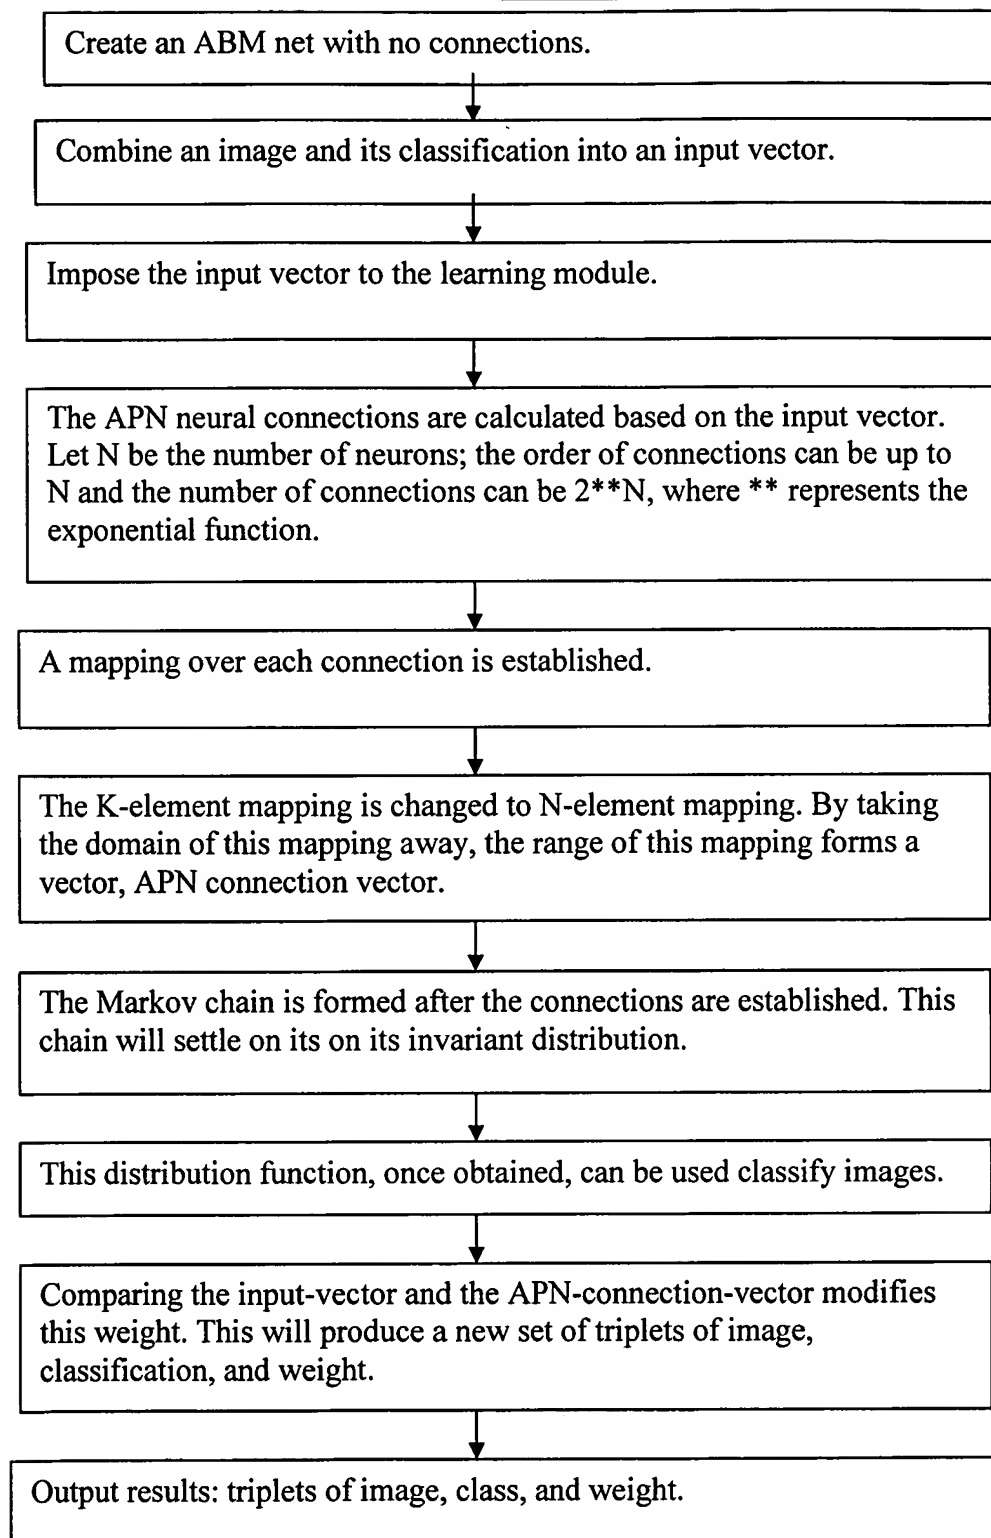 Create an ABM net with no connections.
Combine an image and its classification into an input vector.
Impose the input vector to the learning module.
The APN neural connections are calculated based on the input vector.
Let N be the number of neurons; the order of connections can be up to
N and the number of connections can be 2**N, where ** represents the
exponential function.
A mapping over each connection is established.
The K-element mapping is changed to N-element mapping. By taking
the domain of this mapping away, the range of this mapping forms a
vector, APN connection vector.
The Markov chain is formed after the connections are established. This
chain will settle on its on its invariant distribution.
This distribution function, once obtained, can be used classify images.
Comparing the input-vector and the APN-connection-vector modifies
this weight. This will produce a new set of triplets of image,
classification, and weight.
Output results: triplets of image, class, and weight.